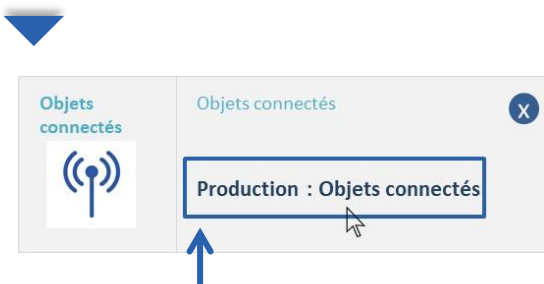 Objets
connectés
Objets connectés
X
Production : Objets connectés